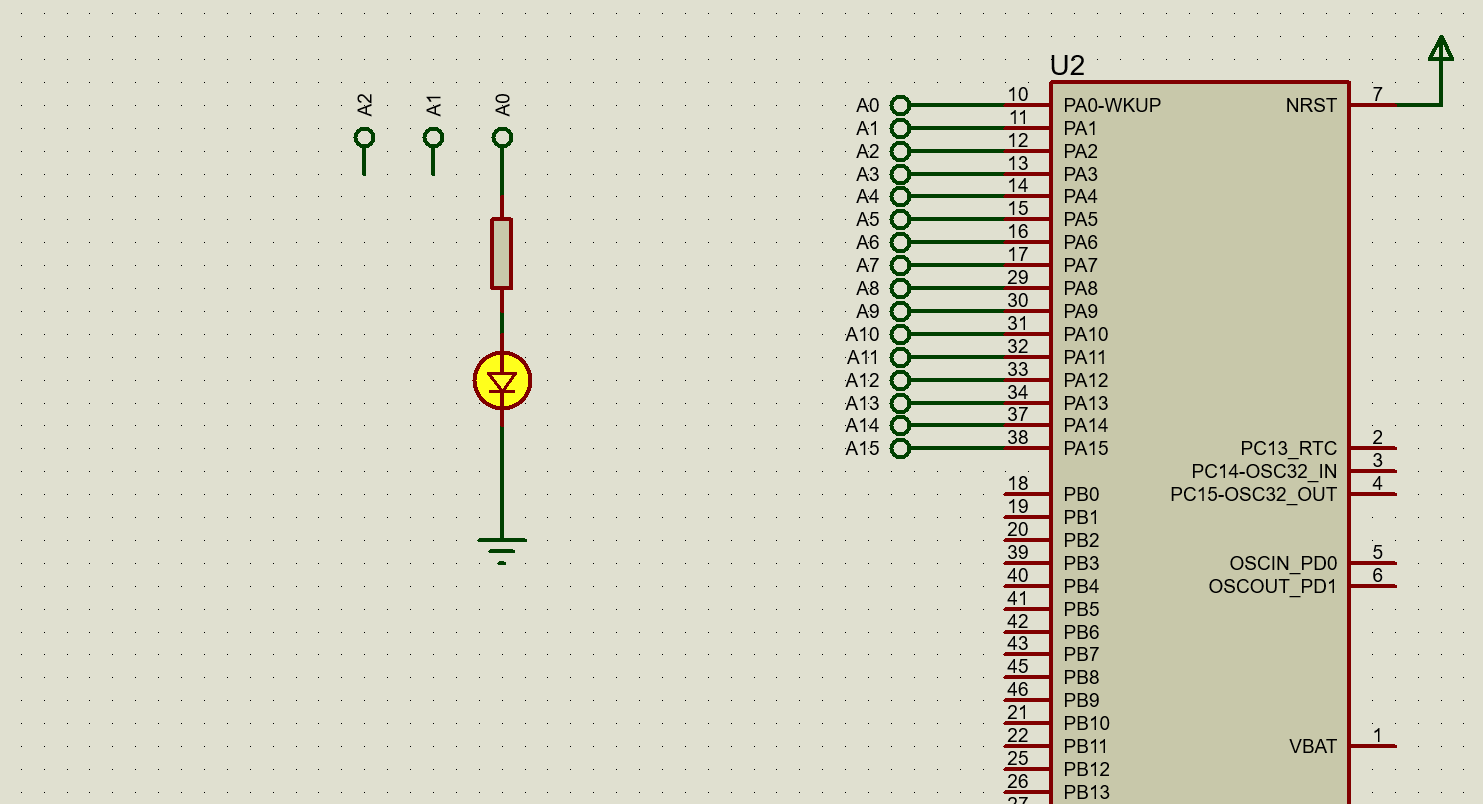 U2
A2
A1
A0
A0 10 PA0-WKUP NRST 7
A1 11 PA1
A2 12 PA2
A3 13 PA3
A4 14 PA4
A5 15 PA5
A6 16 PA6
A7 17 PA7
A8 29 PA8
A9 30 PA9
A10 31 PA10
A11 32 PA11
A12 33 PA12
A13 34 PA13
A14 37 PA14
A15 38 PA15 PC13_RTC 2
PC14-OSC32_IN 3
18 PB0 PC15-OSC32_OUT 4
19 PB1
20 PB2
39 PB3 OSCIN_PD0 5
40 PB4 OSCOUT_PD1 6
41 PB5
42 PB6
43 PB7
45 PB8
46 PB9
21 PB10
22 PB11 VBAT 1
25 PB12
26 PB13
27